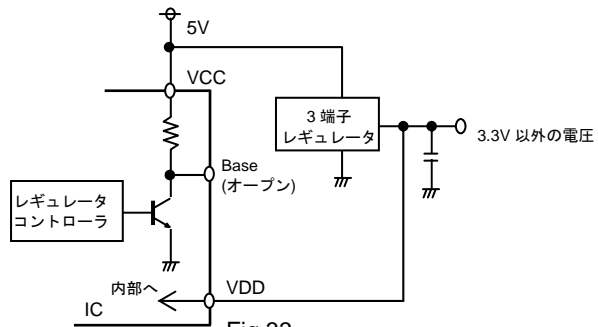 5V
VCC
3 端子
レギュレータ
3.3V 以外の電圧
Base
(オープン)
レギュレータ
コントローラ
内部へ
VDD
IC